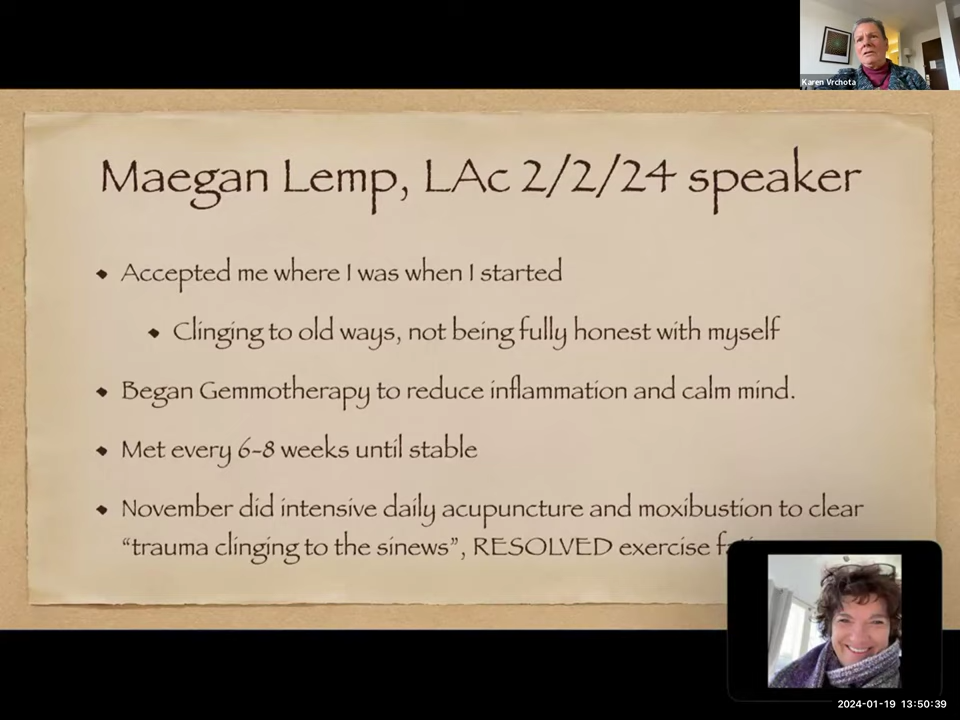 Karen Vrchota
Maegan Lemp, LAc 2/2/24 speaker
Accepted me where I was when I started
Clinging to old ways, not being fully honest with myself
Began Gemmotherapy to reduce inflammation and calm mind.
Met every 6-8 weeks until stable
November did intensive daily acupuncture and moxibustion to clear
“trauma clinging to the sinews”, RESOLVED exercise
2024-01-19 13:50:39